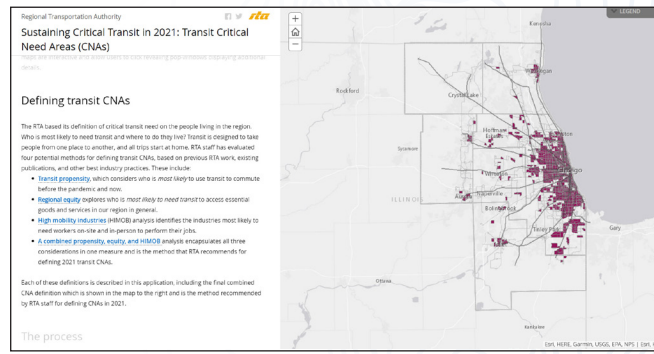 Regional Transportation Authority
rta
Sustaining Critical Transit in 2021: Transit Critical
Need Areas (CNAs)
details.
Defining transit CNAs
The RTA based its definition of critical transit need on the people living in the region.
Who is most likely to need transit and where to do they live? Transit is designed to take
people from one place to another, and all trips start at home. RTA staff has evaluated
four potential methods for defining transit CNAs, based on previous RTA work, existing
publications, and other best industry practices. These include:
• Transit propensity, which considers who is most likely to use transit to commute
before the pandemic and now.
• Regional equity explores who is most likely to need transit to access essential
goods and services in our region in general.
• High mobility industries (HIMOB) analysis identifies the industries most likely to
need workers on-site and in-person to perform their jobs.
• A combined propensity, equity, and HIMOB analysis encapsulates all three
considerations in one measure and is the method that RTA recommends for
defining 2021 transit CNAs.
Each of these definitions is described in this application, including the final combined
CNA definition which is shown in the map to the right and is the method recommended
by RTA staff for defining CNAs in 2021.
The process
LEGEND
Kenosha
Rockford
Crystal Lake
Hoffman
Estates
Sycamore
Wheaton
Naperville
ILLINOI
Bolingbrook
Tinley Park
Gary
Ottawa
Kankakee
Esri, HERE, Garmin, USGS, EPA, NPS | Esri,